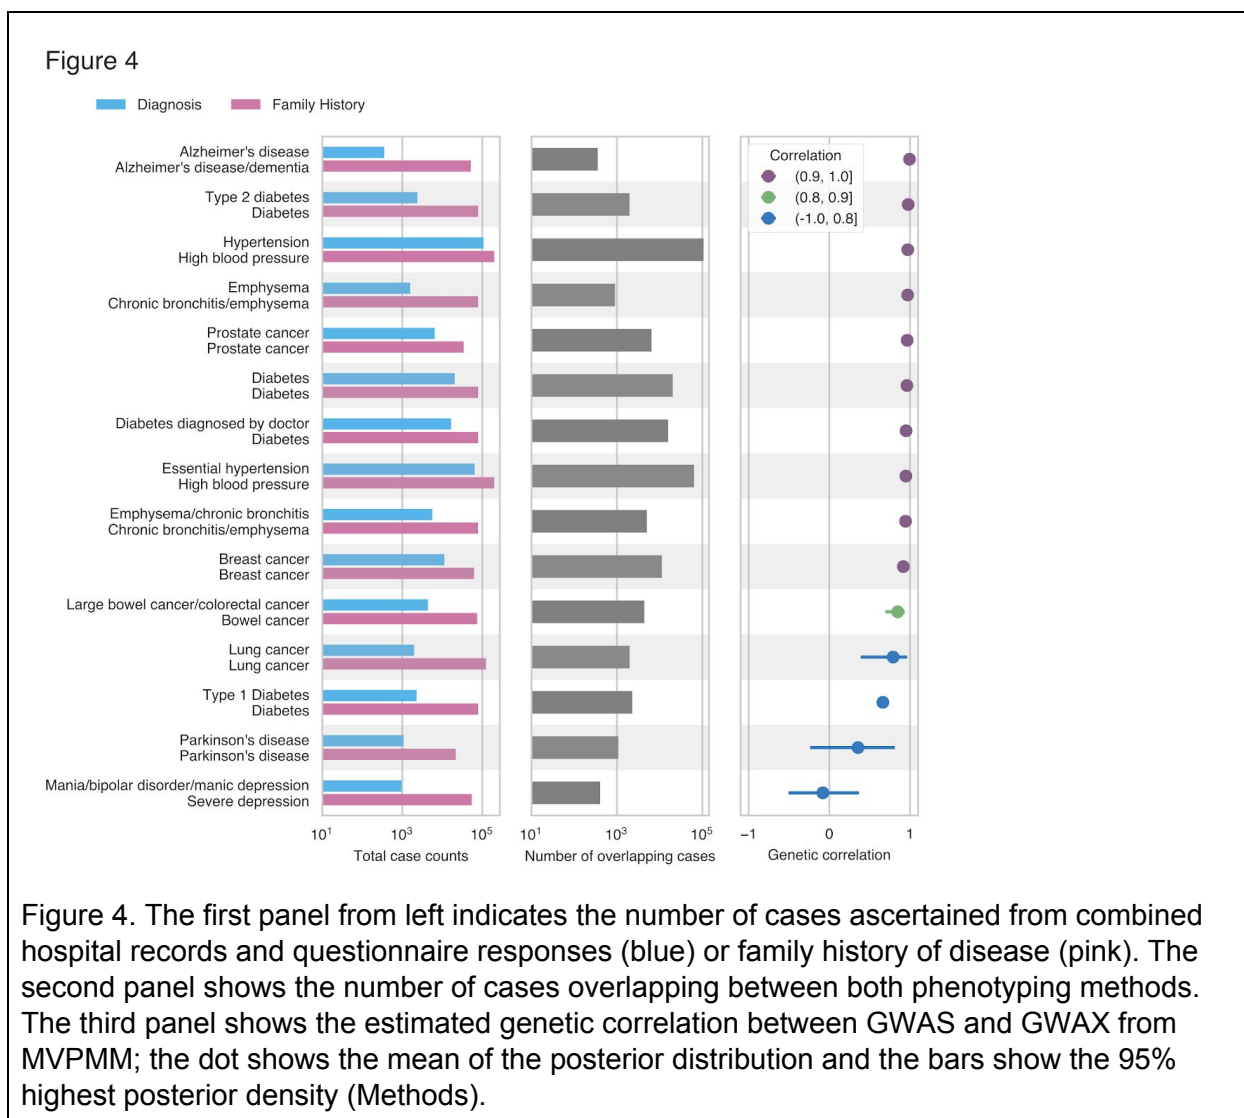 Figure 4
Diagnosis Family History
Alzheimer's disease
Alzheimer's disease/dementia
Type 2 diabetes
Diabetes
Hypertension
High blood pressure
Emphysema
Chronic bronchitis/emphysema
Prostate cancer
Prostate cancer
Diabetes
Diabetes
Diabetes diagnosed by doctor
Diabetes
Essential hypertension
High blood pressure
Emphysema/chronic bronchitis
Chronic bronchitis/emphysema
Breast cancer
Breast cancer
Large bowel cancer/colorectal cancer
Bowel cancer
Lung cancer
Lung cancer
Type 1 Diabetes
Diabetes
Parkinson's disease
Parkinson's disease
Mania/bipolar disorder/manic depression
Severe depression
10¹ 10³ 10⁵
Total case counts
10¹ 10³ 10⁵
Number of overlapping cases
Correlation
(0.9, 1.0]
(0.8, 0.9]
(-1.0, 0.8]
−1 0 1
Genetic correlation
Figure 4. The first panel from left indicates the number of cases ascertained from combined
hospital records and questionnaire responses (blue) or family history of disease (pink). The
second panel shows the number of cases overlapping between both phenotyping methods.
The third panel shows the estimated genetic correlation between GWAS and GWAX from
MVPMM; the dot shows the mean of the posterior distribution and the bars show the 95%
highest posterior density (Methods).